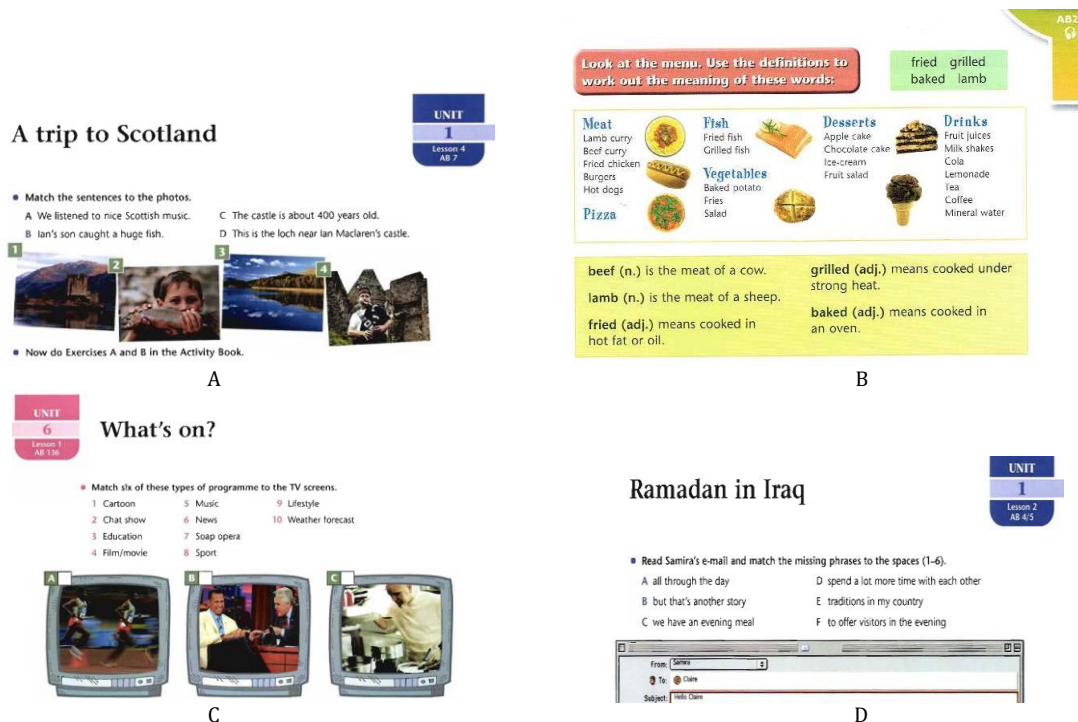 A trip to Scotland
UNIT
1
Lesson 4
AB 7
Match the sentences to the photos.
A We listened to nice Scottish music.
B Ian's son caught a huge fish.
C The castle is about 400 years old.
D This is the loch near Ian Maclaren's castle.
1
2
3
4
Now do Exercises A and B in the Activity Book.
A
AB2
Look at the menu. Use the definitions to
work out the meaning of these words:
fried grilled
baked lamb
Meat
Lamb curry
Beef curry
Fried chicken
Burgers
Hot dogs
Pizza
Fish
Fried fish
Grilled fish
Vegetables
Baked potato
Fries
Salad
Desserts
Apple cake
Chocolate cake
Ice-cream
Fruit salad
Drinks
Fruit juices
Milk shakes
Cola
Lemonade
Tea
Coffee
Mineral water
beef (n.) is the meat of a cow.
lamb (n.) is the meat of a sheep.
fried (adj.) means cooked in
hot fat or oil.
grilled (adj.) means cooked under
strong heat.
baked (adj.) means cooked in
an oven.
B
UNIT
6
Lesson 1
AB 136
What's on?
Match six of these types of programme to the TV screens.
1 Cartoon
2 Chat show
3 Education
4 Film/movie
5 Music
6 News
7 Soap opera
8 Sport
9 Lifestyle
10 Weather forecast
A
B
C
C
Ramadan in Iraq
UNIT
1
Lesson 2
AB 4/5
Read Samira's e-mail and match the missing phrases to the spaces (1–6).
A all through the day
B but that's another story
C we have an evening meal
D spend a lot more time with each other
E traditions in my country
F to offer visitors in the evening
From: Samira
To: Claire
Subject: Hello Claire
D